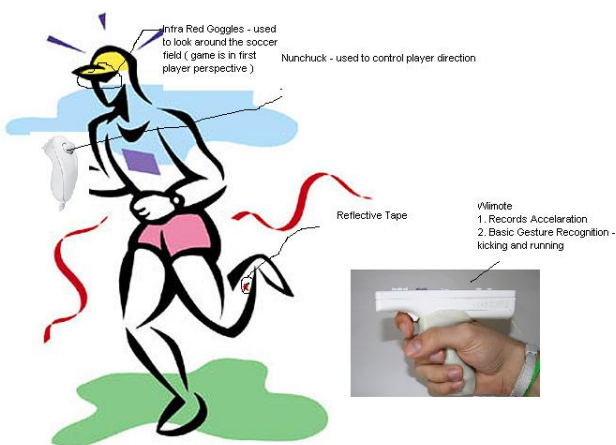 Infra Red Goggles - used
to look around the soccer
field ( game is in first
player perspective )
Nunchuck - used to control player direction
Reflective Tape
Wiimote
1. Records Accelaration
2. Basic Gesture Recognition -
kicking and running